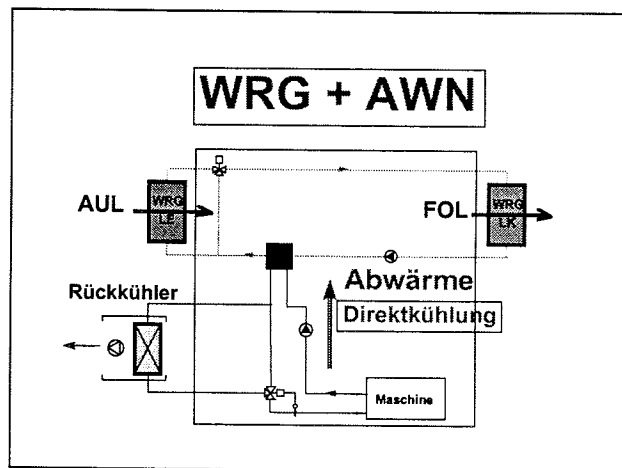 WRG + AWN
WRG
LE
AUL
FOL
WRG
LK
Abwärme
Direktkühlung
Rückkühler
Maschine